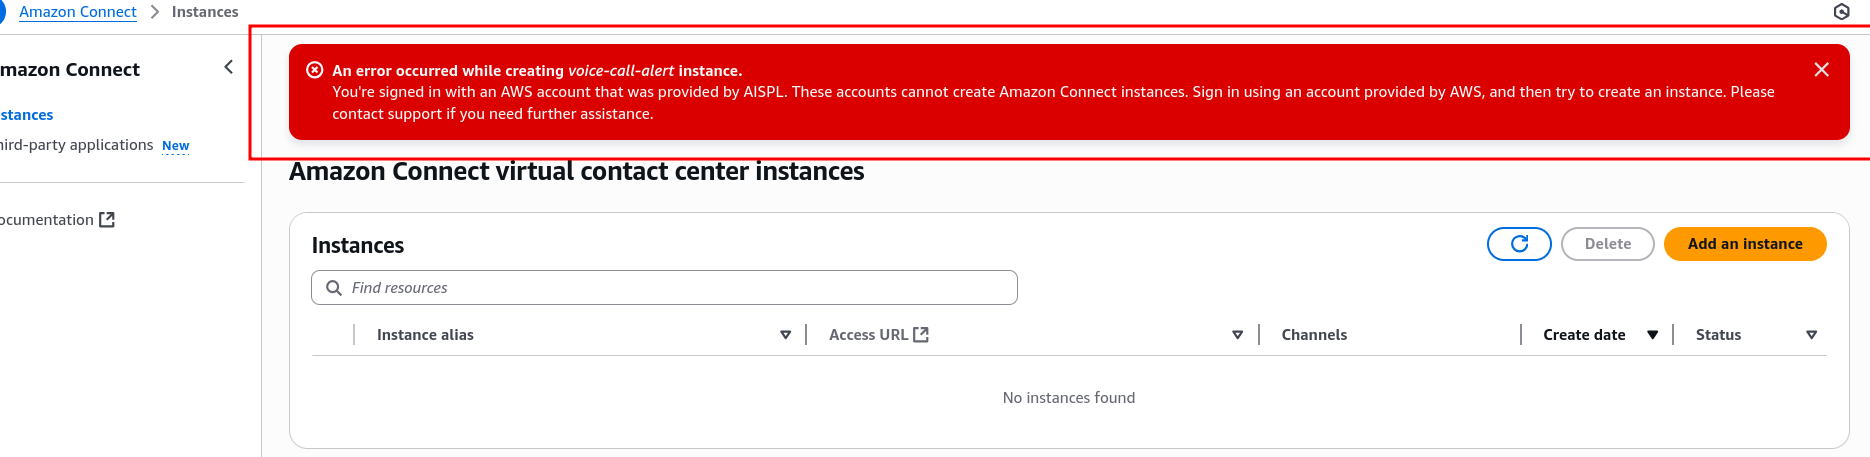 Amazon Connect > Instances
mazon Connect
stances
hird-party applications New
ocumentation
An error occurred while creating voice-call-alert instance.
You're signed in with an AWS account that was provided by AISPL. These accounts cannot create Amazon Connect instances. Sign in using an account provided by AWS, and then try to create an instance. Please
contact support if you need further assistance.
Amazon Connect virtual contact center instances
Instances
Delete
Add an instance
Find resources
Instance alias Access URL Channels Create date Status
No instances found